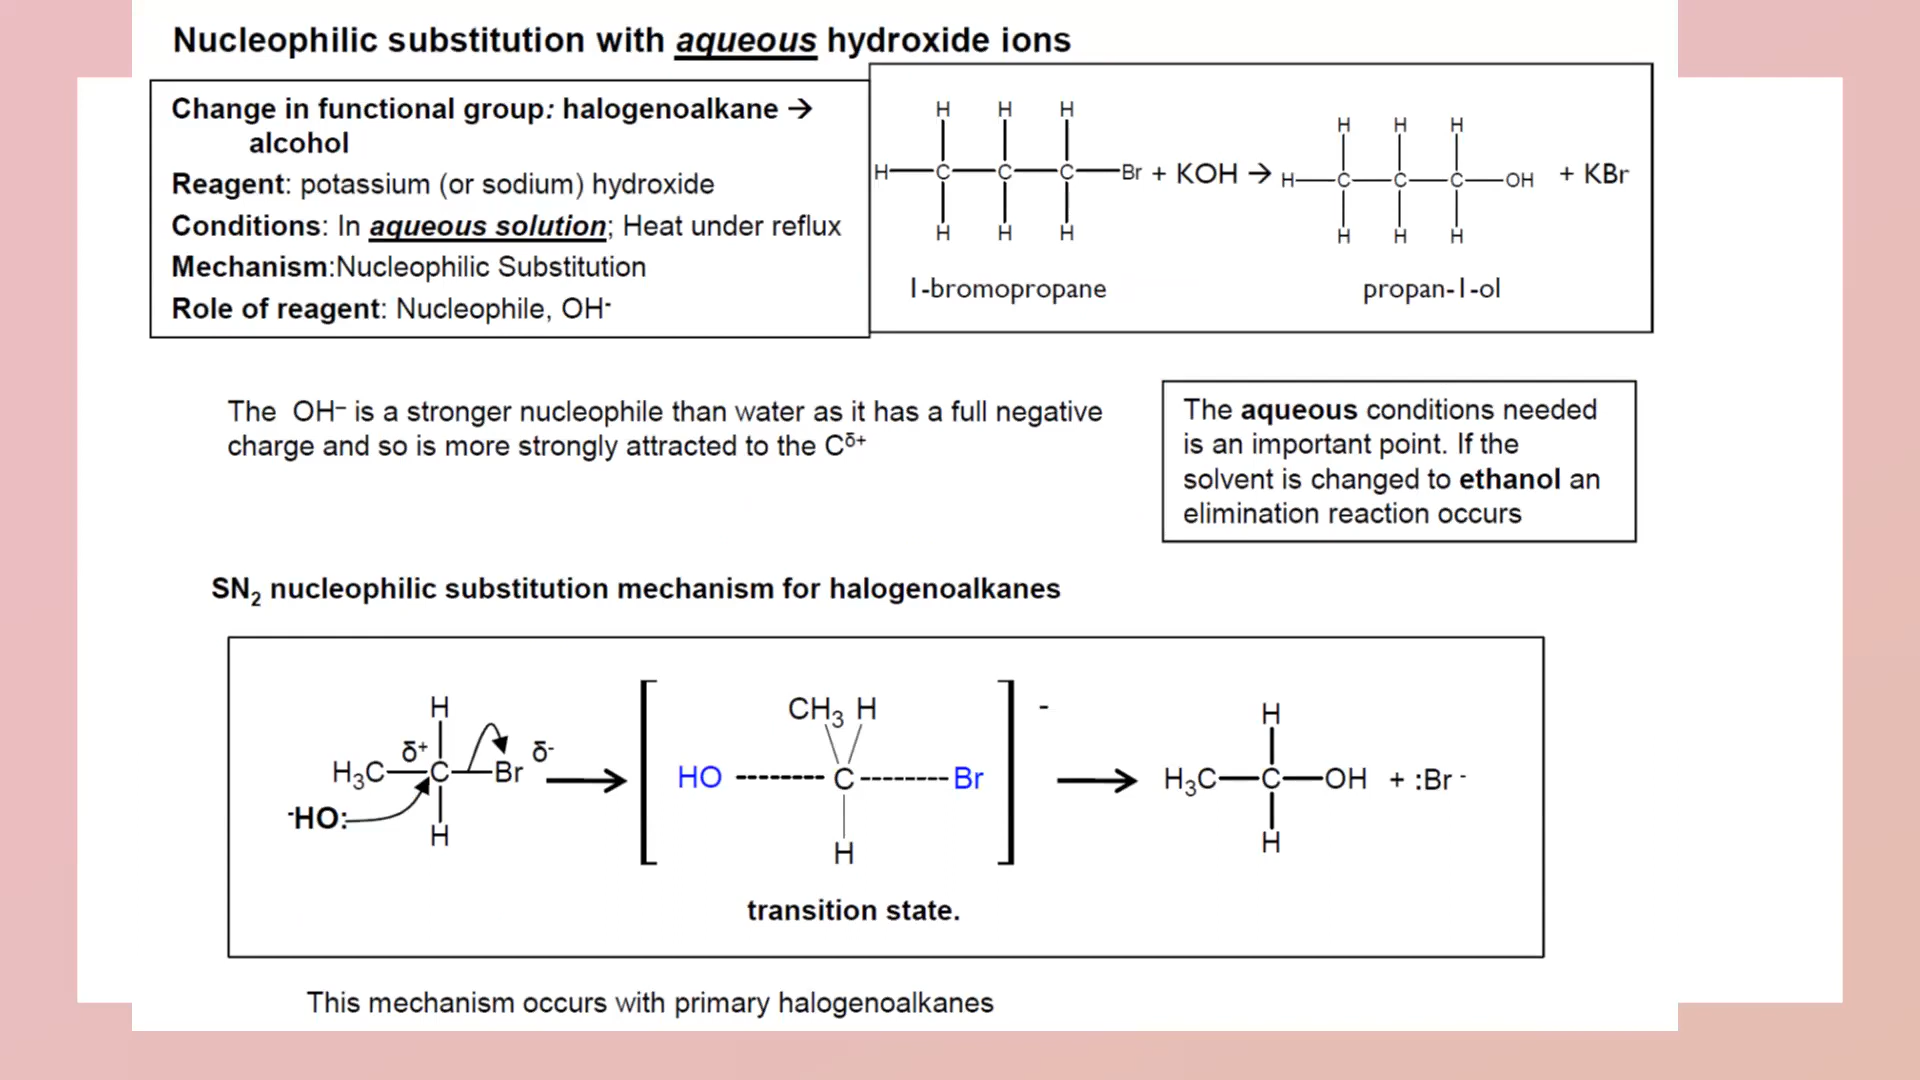 Nucleophilic substitution with aqueous hydroxide ions
Change in functional group: halogenoalkane →
alcohol
Reagent: potassium (or sodium) hydroxide
Conditions: In aqueous solution; Heat under reflux
Mechanism:Nucleophilic Substitution
Role of reagent: Nucleophile, OH-
H H H H H H
H C C C Br + KOH → H C C C OH + KBr
H H H H H H
1-bromopropane propan-1-ol
The OH– is a stronger nucleophile than water as it has a full negative
charge and so is more strongly attracted to the Cδ+
The aqueous conditions needed
is an important point. If the
solvent is changed to ethanol an
elimination reaction occurs
SN2 nucleophilic substitution mechanism for halogenoalkanes
H CH3 H - H
δ+ δ-
H3C C Br HO C Br H3C C OH + :Br -
-HO:
H H H
transition state.
This mechanism occurs with primary halogenoalkanes